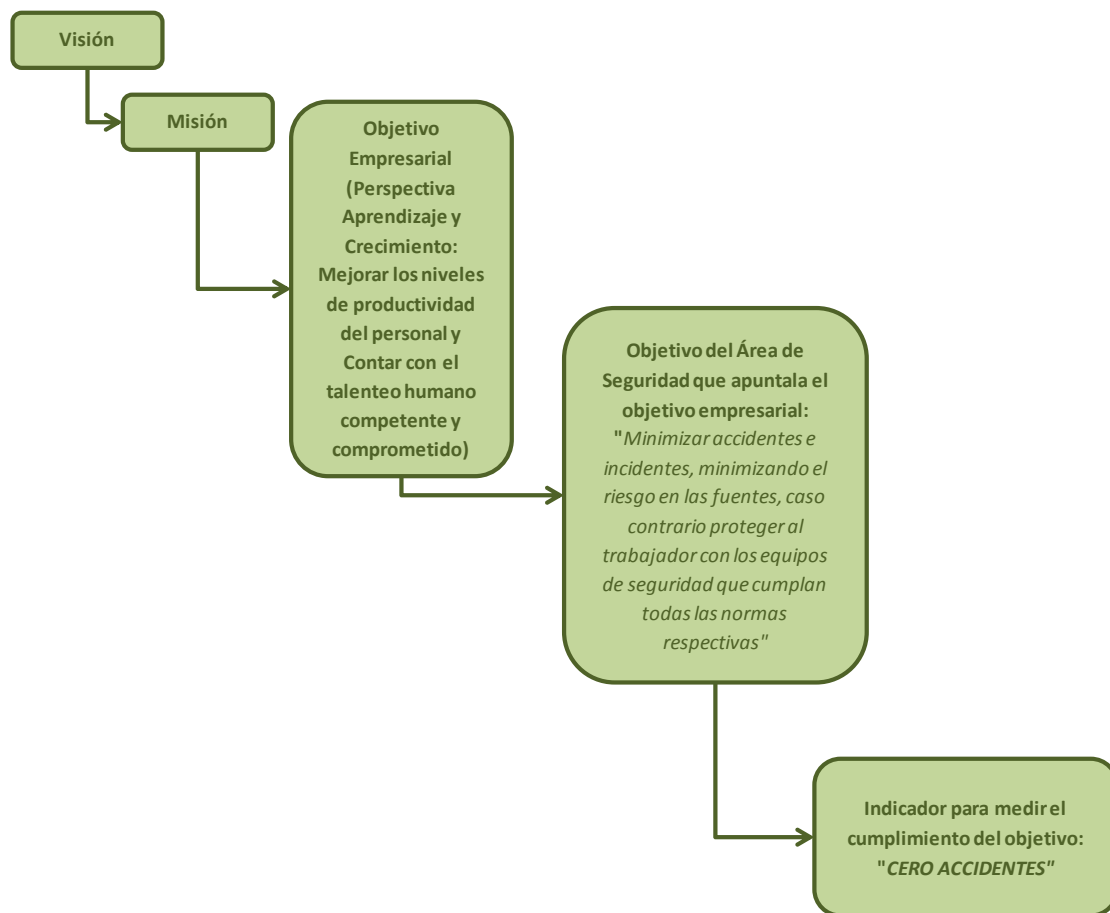 Visión
Misión
Objetivo
Empresarial
(Perspectiva
Aprendizaje y
Crecimiento:
Mejorar los niveles
de productividad
del personal y
Contar con el
talenteo humano
competente y
comprometido)
Objetivo del Área de
Seguridad que apuntala el
objetivo empresarial:
"Minimizar accidentes e
incidentes, minimizando el
riesgo en las fuentes, caso
contrario proteger al
trabajador con los equipos
de seguridad que cumplan
todas las normas
respectivas"
Indicador para medir el
cumplimiento del objetivo:
"CERO ACCIDENTES"